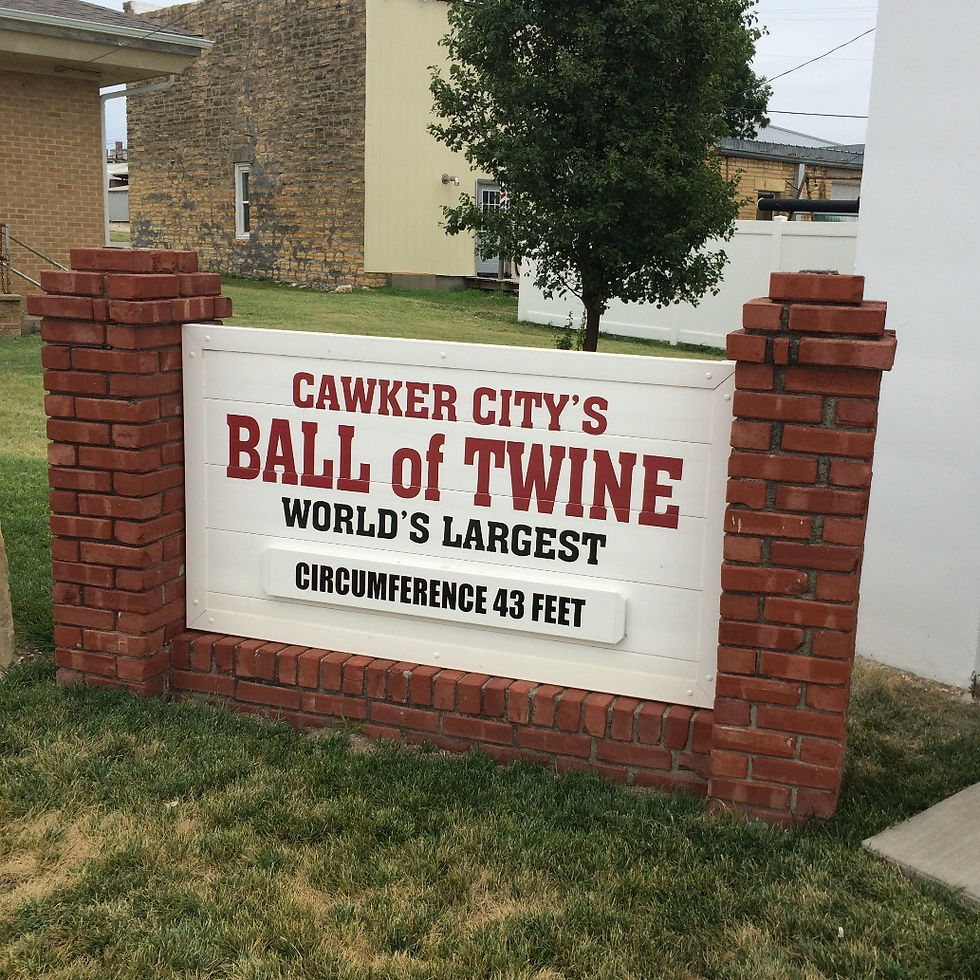 CAWKER CITY'S
BALL of TWINE
WORLD'S LARGEST
CIRCUMFERENCE 43 FEET